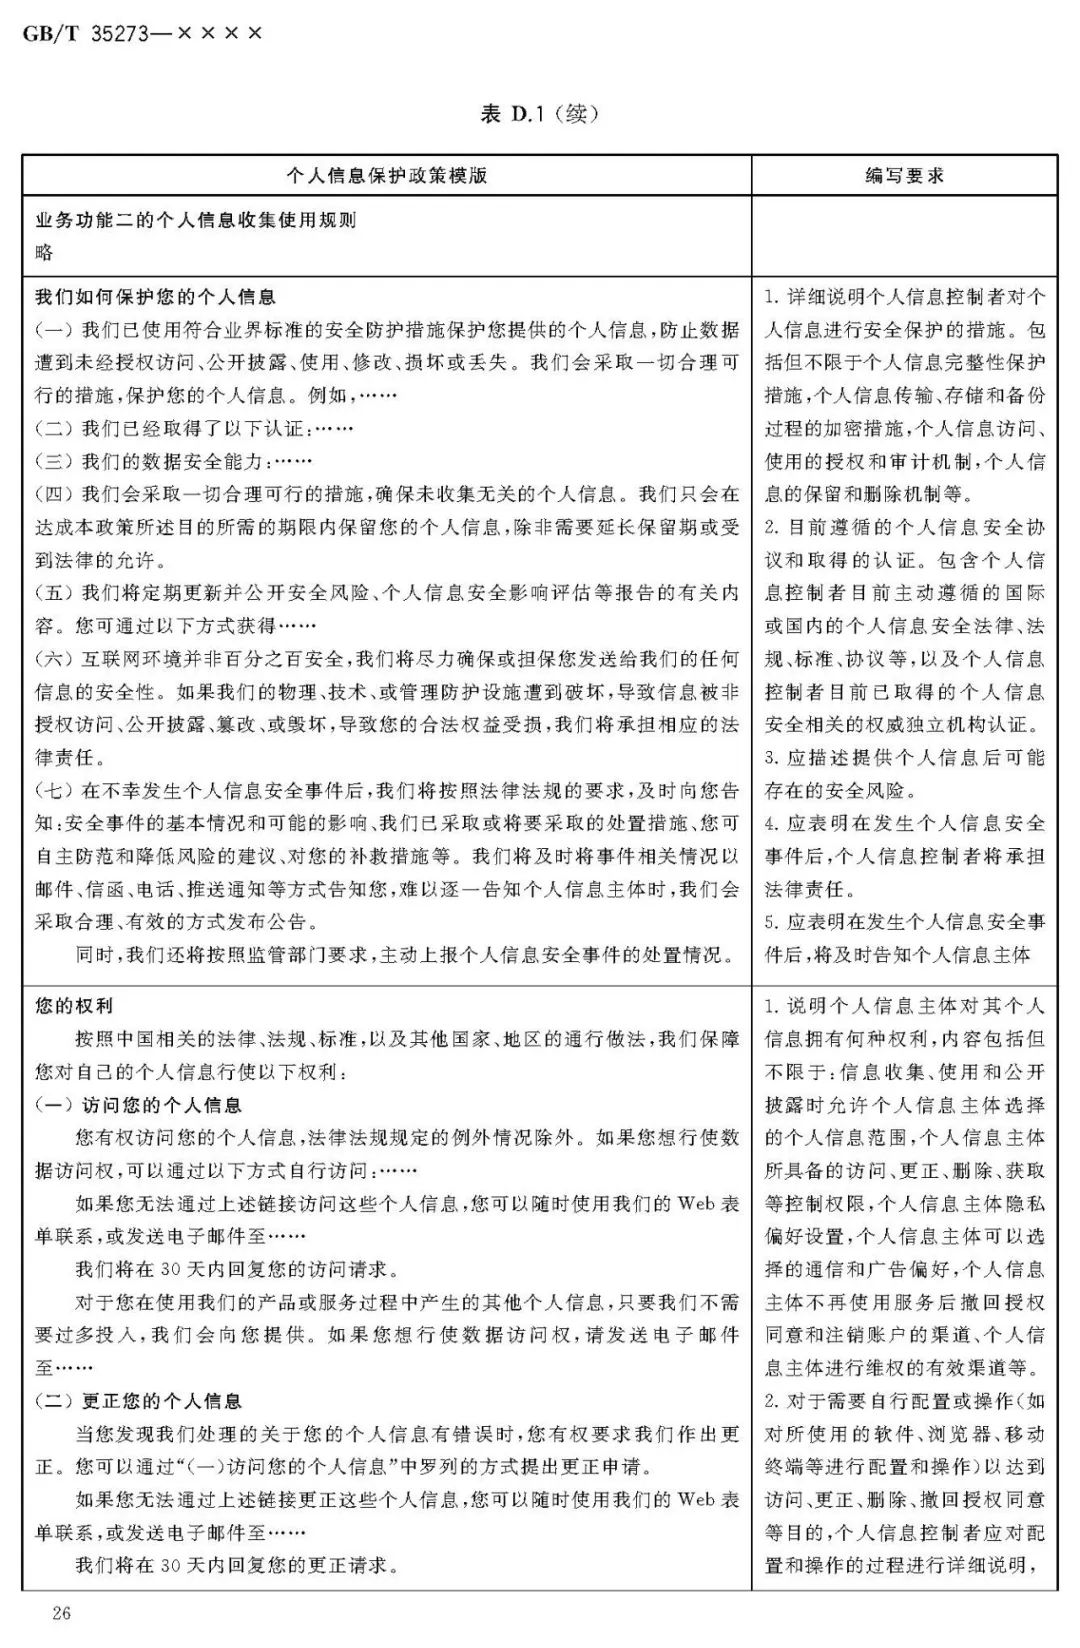 GB/T 35273—××××
表 D.1（续）
个人信息保护政策模版
编写要求
业务功能二的个人信息收集使用规则
略
我们如何保护您的个人信息
(一)我们已使用符合业界标准的安全防护措施保护您提供的个人信息,防止数据
遭到未经授权访问、公开披露、使用、修改、损坏或丢失。我们会采取一切合理可
行的措施,保护您的个人信息。例如,……
(二)我们已经取得了以下认证:……
(三)我们的数据安全能力:……
(四)我们会采取一切合理可行的措施,确保未收集无关的个人信息。我们只会在
达成本政策所述目的所需的期限内保留您的个人信息,除非需要延长保留期或受
到法律的允许。
(五)我们将定期更新并公开安全风险、个人信息安全影响评估等报告的有关内
容。您可通过以下方式获得……
(六)互联网环境并非百分之百安全,我们将尽力确保或担保您发送给我们的任何
信息的安全性。如果我们的物理、技术、或管理防护设施遭到破坏,导致信息被非
授权访问、公开披露、篡改、或毁坏,导致您的合法权益受损,我们将承担相应的法
律责任。
(七)在不幸发生个人信息安全事件后,我们将按照法律法规的要求,及时向您告
知:安全事件的基本情况和可能的影响、我们已采取或将要采取的处置措施、您可
自主防范和降低风险的建议、对您的补救措施等。我们将及时将事件相关情况以
邮件、信函、电话、推送通知等方式告知您,难以逐一告知个人信息主体时,我们会
采取合理、有效的方式发布公告。
同时,我们还将按照监管部门要求,主动上报个人信息安全事件的处置情况。
1. 详细说明个人信息控制者对个
人信息进行安全保护的措施。包
括但不限于个人信息完整性保护
措施,个人信息传输、存储和备份
过程的加密措施,个人信息访问、
使用的授权和审计机制,个人信
息的保留和删除机制等。
2. 目前遵循的个人信息安全协
议和取得的认证。包含个人信
息控制者目前主动遵循的国际
或国内的个人信息安全法律、法
规、标准、协议等,以及个人信息
控制者目前已取得的个人信息
安全相关的权威独立机构认证。
3. 应描述提供个人信息后可能
存在的安全风险。
4. 应表明在发生个人信息安全
事件后,个人信息控制者将承担
法律责任。
5. 应表明在发生个人信息安全事
件后,将及时告知个人信息主体
您的权利
按照中国相关的法律、法规、标准,以及其他国家、地区的通行做法,我们保障
您对自己的个人信息行使以下权利:
(一)访问您的个人信息
您有权访问您的个人信息,法律法规规定的例外情况除外。如果您想行使数
据访问权,可以通过以下方式自行访问:……
如果您无法通过上述链接访问这些个人信息,您可以随时使用我们的 Web 表
单联系,或发送电子邮件至……
我们将在 30 天内回复您的访问请求。
对于您在使用我们的产品或服务过程中产生的其他个人信息,只要我们不需
要过多投入,我们会向您提供。如果您想行使数据访问权,请发送电子邮件
至……
(二)更正您的个人信息
当您发现我们处理的关于您的个人信息有错误时,您有权要求我们作出更
正。您可以通过“(一)访问您的个人信息”中罗列的方式提出更正申请。
如果您无法通过上述链接更正这些个人信息,您可以随时使用我们的 Web 表
单联系,或发送电子邮件至……
我们将在 30 天内回复您的更正请求。
1. 说明个人信息主体对其个人
信息拥有何种权利,内容包括但
不限于:信息收集、使用和公开
披露时允许个人信息主体选择
的个人信息范围,个人信息主体
所具备的访问、更正、删除、获取
等控制权限,个人信息主体隐私
偏好设置,个人信息主体可以选
择的通信和广告偏好,个人信息
主体不再使用服务后撤回授权
同意和注销账户的渠道、个人信
息主体进行维权的有效渠道等。
2. 对于需要自行配置或操作(如
对所使用的软件、浏览器、移动
终端等进行配置和操作)以达到
访问、更正、删除、撤回授权同意
等目的,个人信息控制者应对配
置和操作的过程进行详细说明,
26